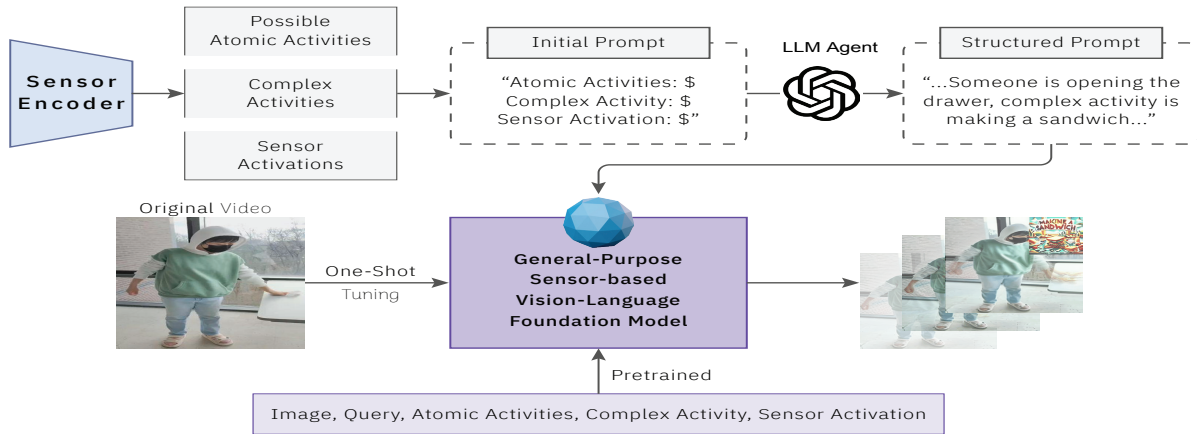 Sensor
Encoder
Possible
Atomic Activities
Complex
Activities
Sensor
Activations
Initial Prompt
“Atomic Activities: $
Complex Activity: $
Sensor Activation: $”
LLM Agent
Structured Prompt
“...Someone is opening the
drawer, complex activity is
making a sandwich...”
Original Video
One-Shot
Tuning
General-Purpose
Sensor-based
Vision-Language
Foundation Model
MAKING A
SANDWICH
Pretrained
Image, Query, Atomic Activities, Complex Activity, Sensor Activation